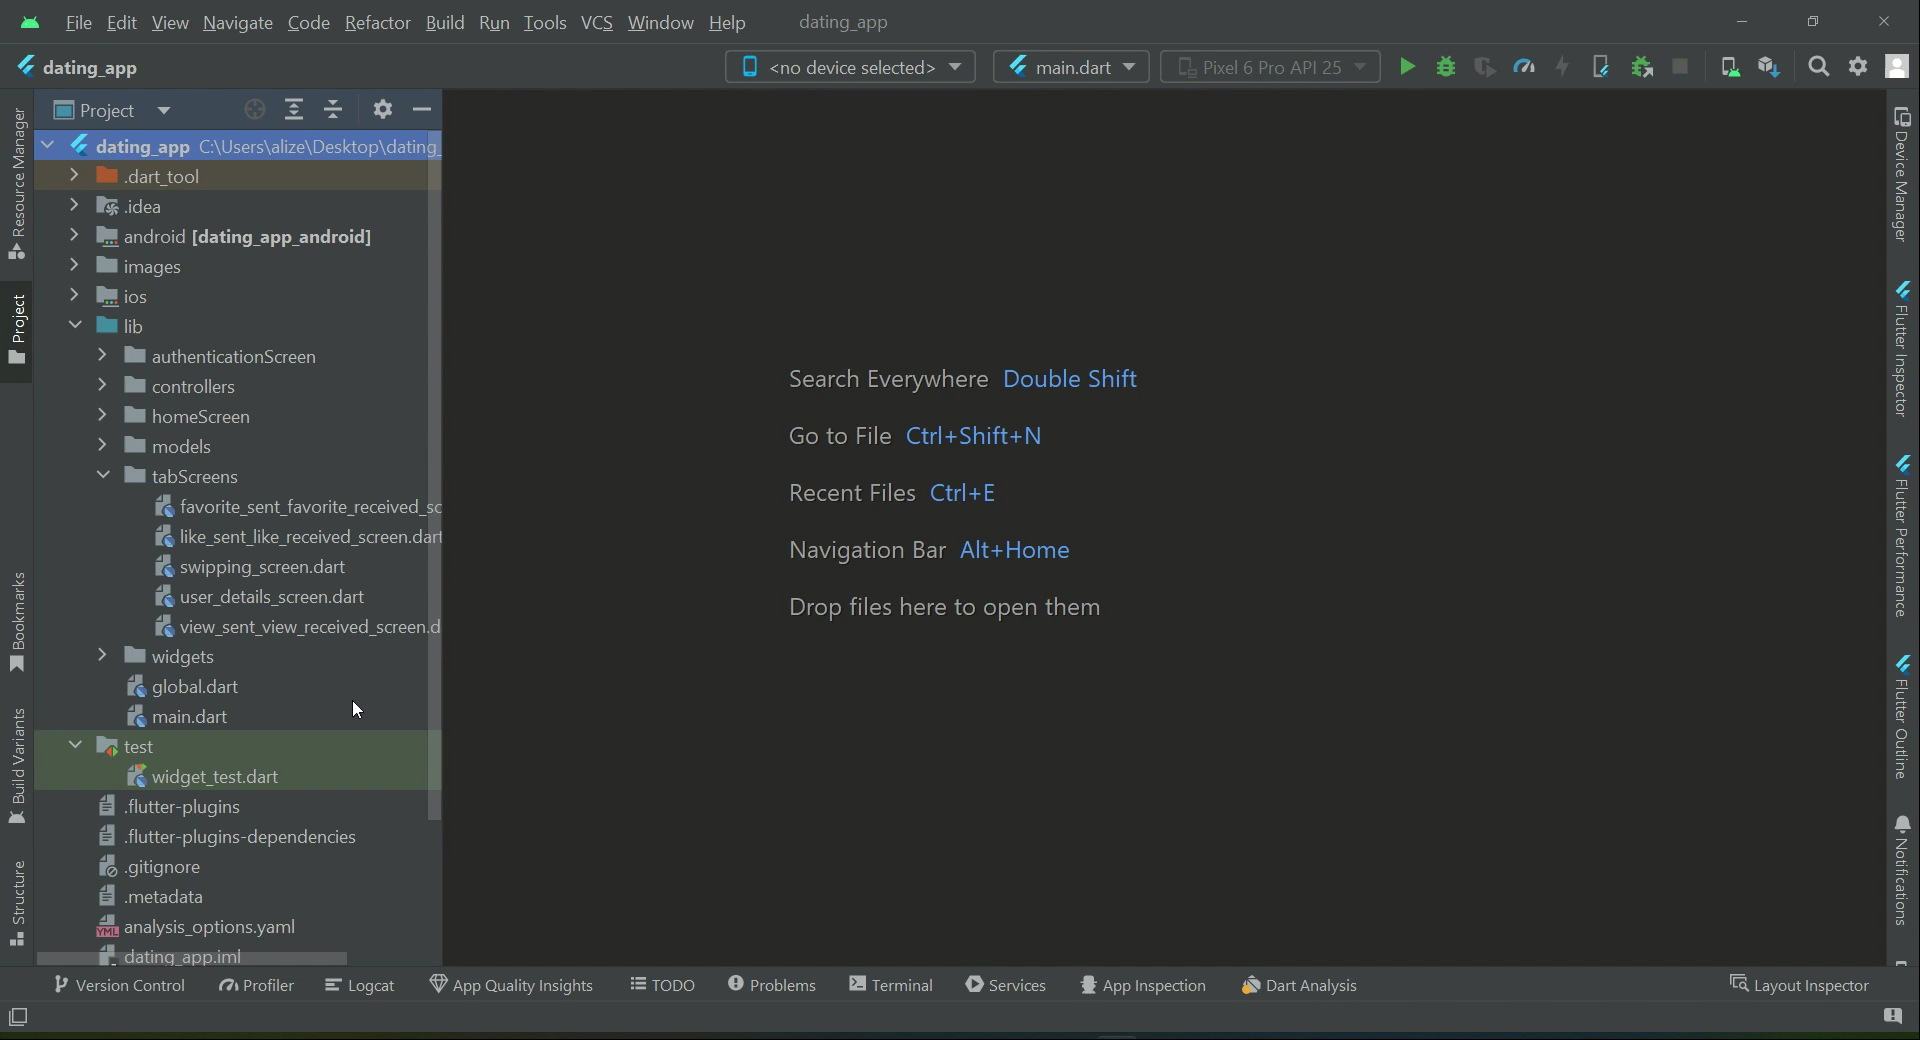 File Edit View Navigate Code Refactor Build Run Tools VCS Window Help dating_app
dating_app <no device selected> main.dart Pixel 6 Pro API 25
Project
dating_app C:\Users\alize\Desktop\dating_
.dart_tool
.idea
android [dating_app_android]
images
ios
lib
authenticationScreen
controllers
homeScreen
models
tabScreens
favorite_sent_favorite_received_sc
like_sent_like_received_screen.dart
swipping_screen.dart
user_details_screen.dart
view_sent_view_received_screen.d
widgets
global.dart
main.dart
test
widget_test.dart
.flutter-plugins
.flutter-plugins-dependencies
.gitignore
.metadata
YML analysis_options.yaml
dating_app.iml
Resource Manager
Project
Bookmarks
Build Variants
Structure
Search Everywhere Double Shift
Go to File Ctrl+Shift+N
Recent Files Ctrl+E
Navigation Bar Alt+Home
Drop files here to open them
Device Manager
Flutter Inspector
Flutter Performance
Flutter Outline
Notifications
Version Control Profiler Logcat App Quality Insights TODO Problems Terminal Services App Inspection Dart Analysis Layout Inspector